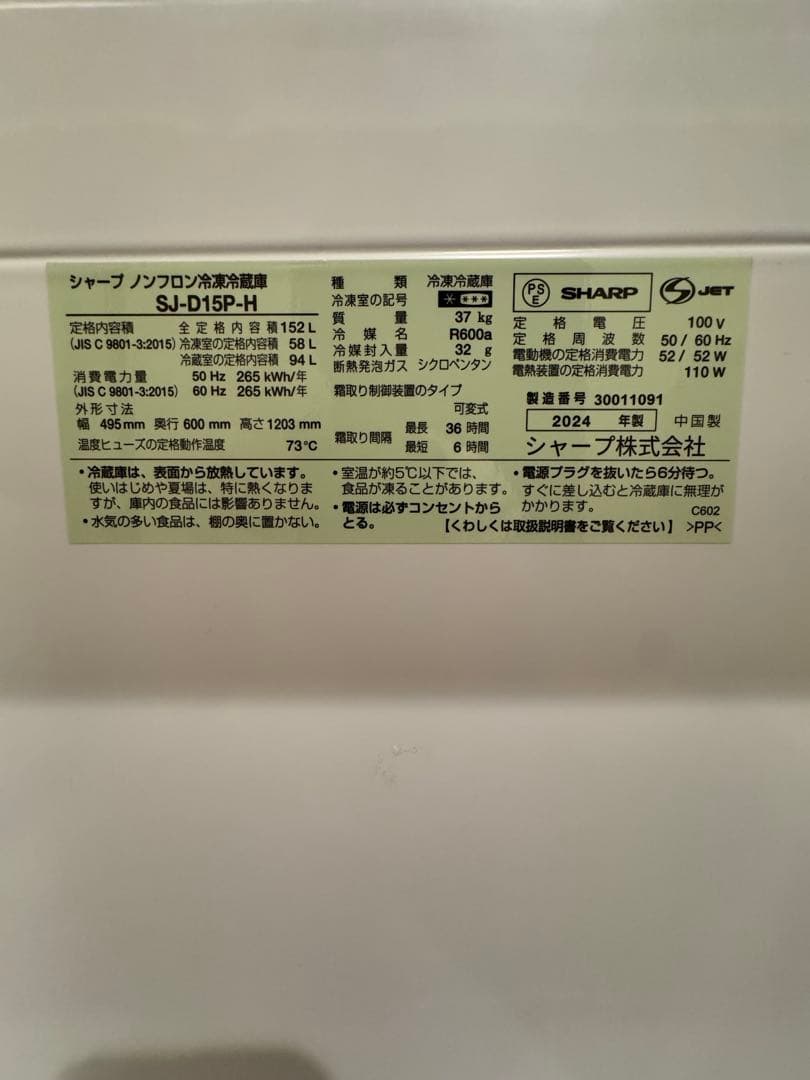 シャープ ノンフロン冷凍冷蔵庫
SJ-D15P-H
定格内容積 全定格内容積 152 L
(JIS C 9801-3:2015) 冷凍室の定格内容積 58 L
冷蔵室の定格内容積 94 L
消費電力量 50 Hz 265 kWh/年
(JIS C 9801-3:2015) 60 Hz 265 kWh/年
外形寸法
幅 495mm 奥行 600 mm 高さ 1203 mm
温度ヒューズの定格動作温度 73℃
種類 冷凍冷蔵庫
冷凍室の記号 * ***
質量 37 kg
冷媒名 R600a
冷媒封入量 32 g
断熱発泡ガス シクロペンタン
霜取り制御装置のタイプ
可変式
霜取り間隔 最長 36 時間
最短 6 時間
PSE SHARP S JET
定格電圧 100 V
定格周波数 50 / 60 Hz
電動機の定格消費電力 52 / 52 W
電熱装置の定格消費電力 110 W
製造番号 30011091
2024 年製 中国製
シャープ株式会社
・冷蔵庫は、表面から放熱しています。
使いはじめや夏場は、特に熱くなりま
すが、庫内の食品には影響ありません。
・水気の多い食品は、棚の奥に置かない。
・室温が約5℃以下では、
食品が凍ることがあります。
・電源は必ずコンセントから
とる。
・電源プラグを抜いたら6分待つ。
すぐに差し込むと冷蔵庫に無理が
かかります。
C602
【くわしくは取扱説明書をご覧ください】 >PP<